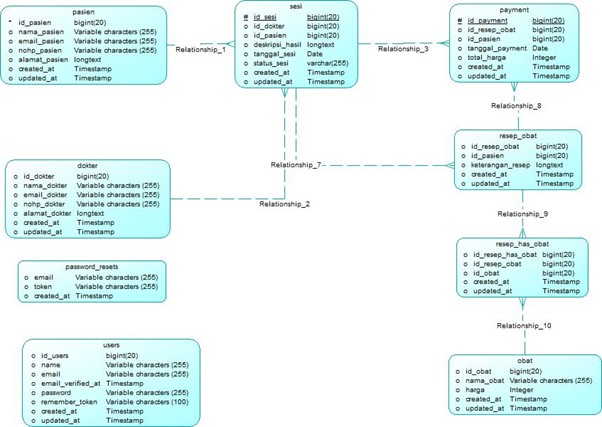 pasien
* id_pasien bigint(20)
o nama_pasien Variable characters (255)
o email_pasien Variable characters (255)
o nohp_pasien Variable characters (255)
o alamat_pasien longtext
o created_at Timestamp
o updated_at Timestamp
Relationship_1
sesi
# id_sesi bigint(20)
o id_dokter bigint(20)
o id_pasien bigint(20)
o deskripsi_hasil longtext
o tanggal_sesi Date
o status_sesi varchar(255)
o created_at Timestamp
o updated_at Timestamp
Relationship_3
payment
# id_payment bigint(20)
o id_resep_obat bigint(20)
o id_pasien bigint(20)
o tanggal_payment Date
o total_harga Integer
o created_at Timestamp
o updated_at Timestamp
Relationship_8
resep_obat
o id_resep_obat bigint(20)
o id_pasien bigint(20)
o keterangan_resep longtext
o created_at Timestamp
o updated_at Timestamp
Relationship_7
dokter
o id_dokter bigint(20)
o nama_dokter Variable characters (255)
o email_dokter Variable characters (255)
o nohp_dokter Variable characters (255)
o alamat_dokter longtext
o created_at Timestamp
o updated_at Timestamp
Relationship_2
Relationship_9
resep_has_obat
o id_resep_has_obat bigint(20)
o id_resep_obat bigint(20)
o id_obat bigint(20)
o created_at Timestamp
o updated_at Timestamp
password_resets
o email Variable characters (255)
o token Variable characters (255)
o created_at Timestamp
Relationship_10
users
o id_users bigint(20)
o name Variable characters (255)
o email Variable characters (255)
o email_verified_at Timestamp
o password Variable characters (255)
o remember_token Variable characters (100)
o created_at Timestamp
o updated_at Timestamp
obat
o id_obat bigint(20)
o nama_obat Variable characters (255)
o harga Integer
o created_at Timestamp
o updated_at Timestamp